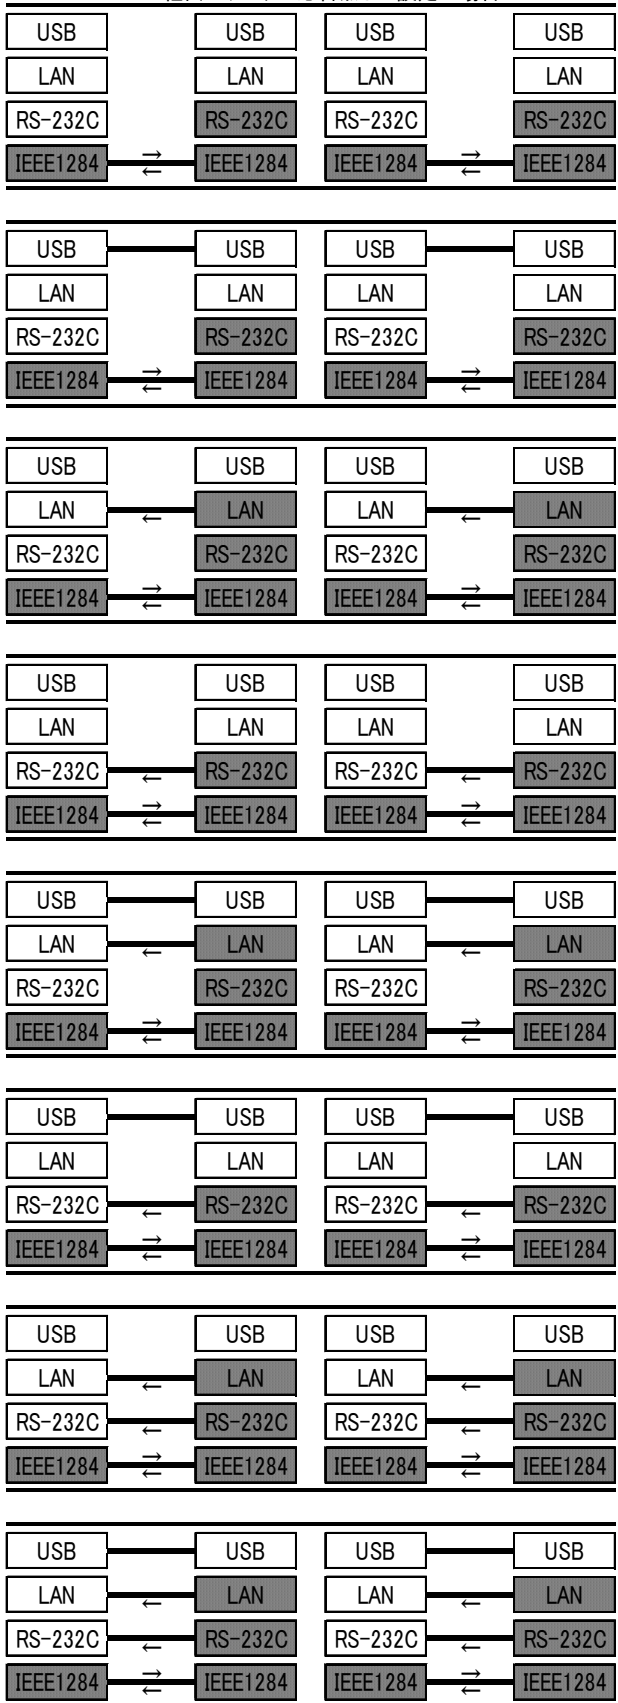 USB USB USB USB
LAN LAN LAN LAN
RS-232C RS-232C RS-232C RS-232C
IEEE1284 → ← IEEE1284 IEEE1284 → ← IEEE1284
USB USB USB USB
LAN LAN LAN LAN
RS-232C RS-232C RS-232C RS-232C
IEEE1284 → ← IEEE1284 IEEE1284 → ← IEEE1284
USB USB USB USB
LAN ← LAN LAN ← LAN
RS-232C RS-232C RS-232C RS-232C
IEEE1284 → ← IEEE1284 IEEE1284 → ← IEEE1284
USB USB USB USB
LAN LAN LAN LAN
RS-232C ← RS-232C RS-232C ← RS-232C
IEEE1284 → ← IEEE1284 IEEE1284 → ← IEEE1284
USB USB USB USB
LAN ← LAN LAN ← LAN
RS-232C RS-232C RS-232C RS-232C
IEEE1284 → ← IEEE1284 IEEE1284 → ← IEEE1284
USB USB USB USB
LAN LAN LAN LAN
RS-232C ← RS-232C RS-232C ← RS-232C
IEEE1284 → ← IEEE1284 IEEE1284 → ← IEEE1284
USB USB USB USB
LAN ← LAN LAN ← LAN
RS-232C ← RS-232C RS-232C ← RS-232C
IEEE1284 → ← IEEE1284 IEEE1284 → ← IEEE1284
USB USB USB USB
LAN ← LAN LAN ← LAN
RS-232C ← RS-232C RS-232C ← RS-232C
IEEE1284 → ← IEEE1284 IEEE1284 → ← IEEE1284